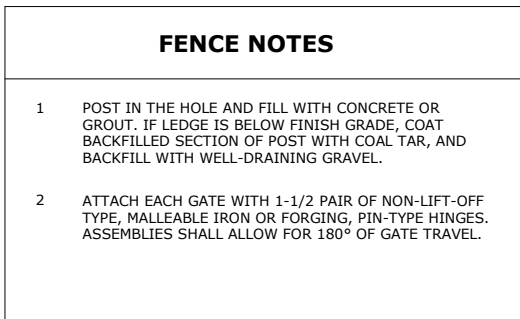 FENCE NOTES
1 POST IN THE HOLE AND FILL WITH CONCRETE OR
GROUT. IF LEDGE IS BELOW FINISH GRADE, COAT
BACKFILLED SECTION OF POST WITH COAL TAR, AND
BACKFILL WITH WELL-DRAINING GRAVEL.
2 ATTACH EACH GATE WITH 1-1/2 PAIR OF NON-LIFT-OFF
TYPE, MALLEABLE IRON OR FORGING, PIN-TYPE HINGES.
ASSEMBLIES SHALL ALLOW FOR 180° OF GATE TRAVEL.